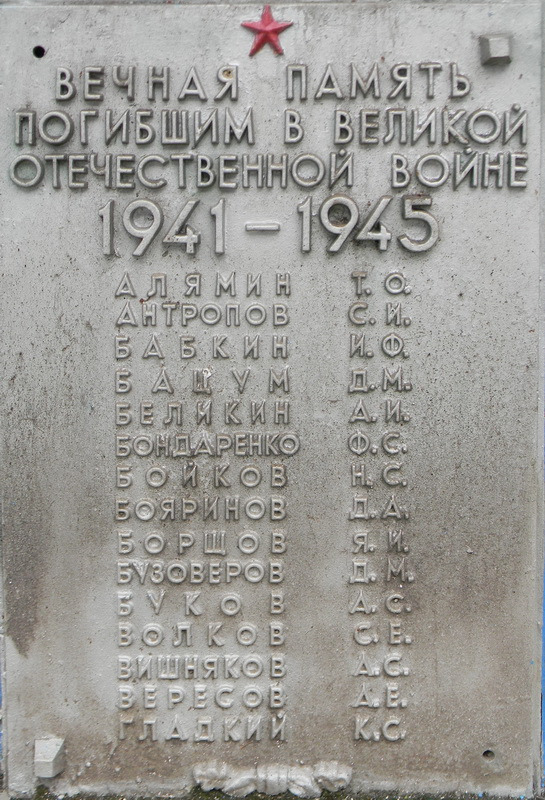 ВЕЧНАЯ ПАМЯТЬ
ПОГИБШИМ В ВЕЛИКОЙ
ОТЕЧЕСТВЕННОЙ ВОЙНЕ
1941 – 1945
АЛЯМИН Т. О.
АНТРОПОВ С. И.
БАБКИН И. Ф.
БАЦУМ Д. М.
БЕЛИКИН А. И.
БОНДАРЕНКО Ф. С.
БОЙКОВ Н. С.
БОЯРИНОВ Д. А.
БОРЩОВ Я. И.
БУЗОВЕРОВ Д. М.
БУКОВ А. С.
ВОЛКОВ С. Е.
ВИШНЯКОВ А. С.
ВЕРЕСОВ А. Е.
ГЛАДКИЙ К. С.